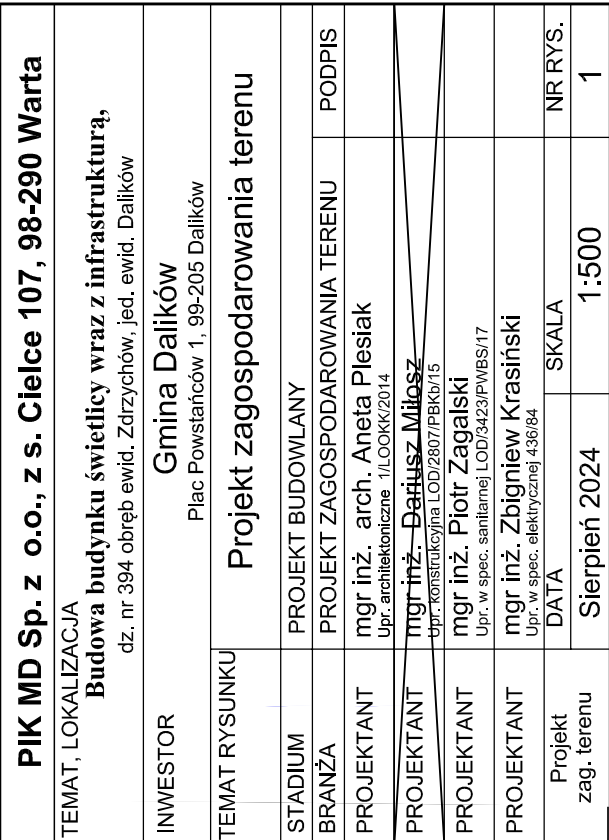 PIK MD Sp. z o.o., z s. Cielce 107, 98-290 Warta
TEMAT, LOKALIZACJA
Budowa budynku świetlicy wraz z infrastrukturą,
dz. nr 394 obręb ewid. Zdrzychów, jed. ewid. Dalików
INWESTOR
Gmina Dalików
Plac Powstańców 1, 99-205 Dalików
TEMAT RYSUNKU
Projekt zagospodarowania terenu
STADIUM PROJEKT BUDOWLANY
BRANŻA PROJEKT ZAGOSPODAROWANIA TERENU PODPIS
PROJEKTANT mgr inż. arch. Aneta Plesiak
Upr. architektoniczne 1/LOOKK/2014
PROJEKTANT mgr inż. Dariusz Miłosz
Upr. konstrukcyjna LOD/2807/PBKb/15
PROJEKTANT mgr inż. Piotr Zagalski
Upr. w spec. sanitarnej LOD/3423/PWBS/17
PROJEKTANT mgr inż. Zbigniew Krasiński
Upr. w spec. elektrycznej 436/84
Projekt
zag. terenu
DATA SKALA NR RYS.
Sierpień 2024 1:500 1